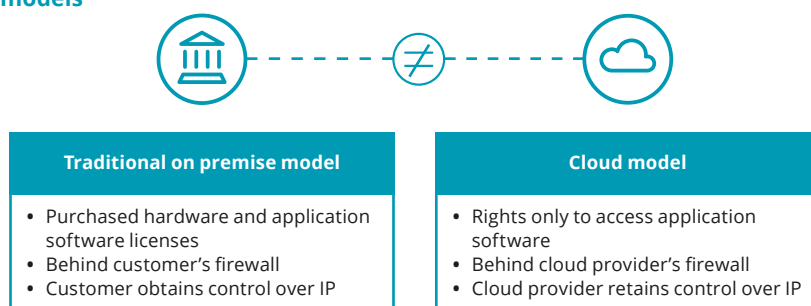 models
Traditional on premise model
• Purchased hardware and application
software licenses
• Behind customer's firewall
• Customer obtains control over IP
Cloud model
• Rights only to access application
software
• Behind cloud provider's firewall
• Cloud provider retains control over IP